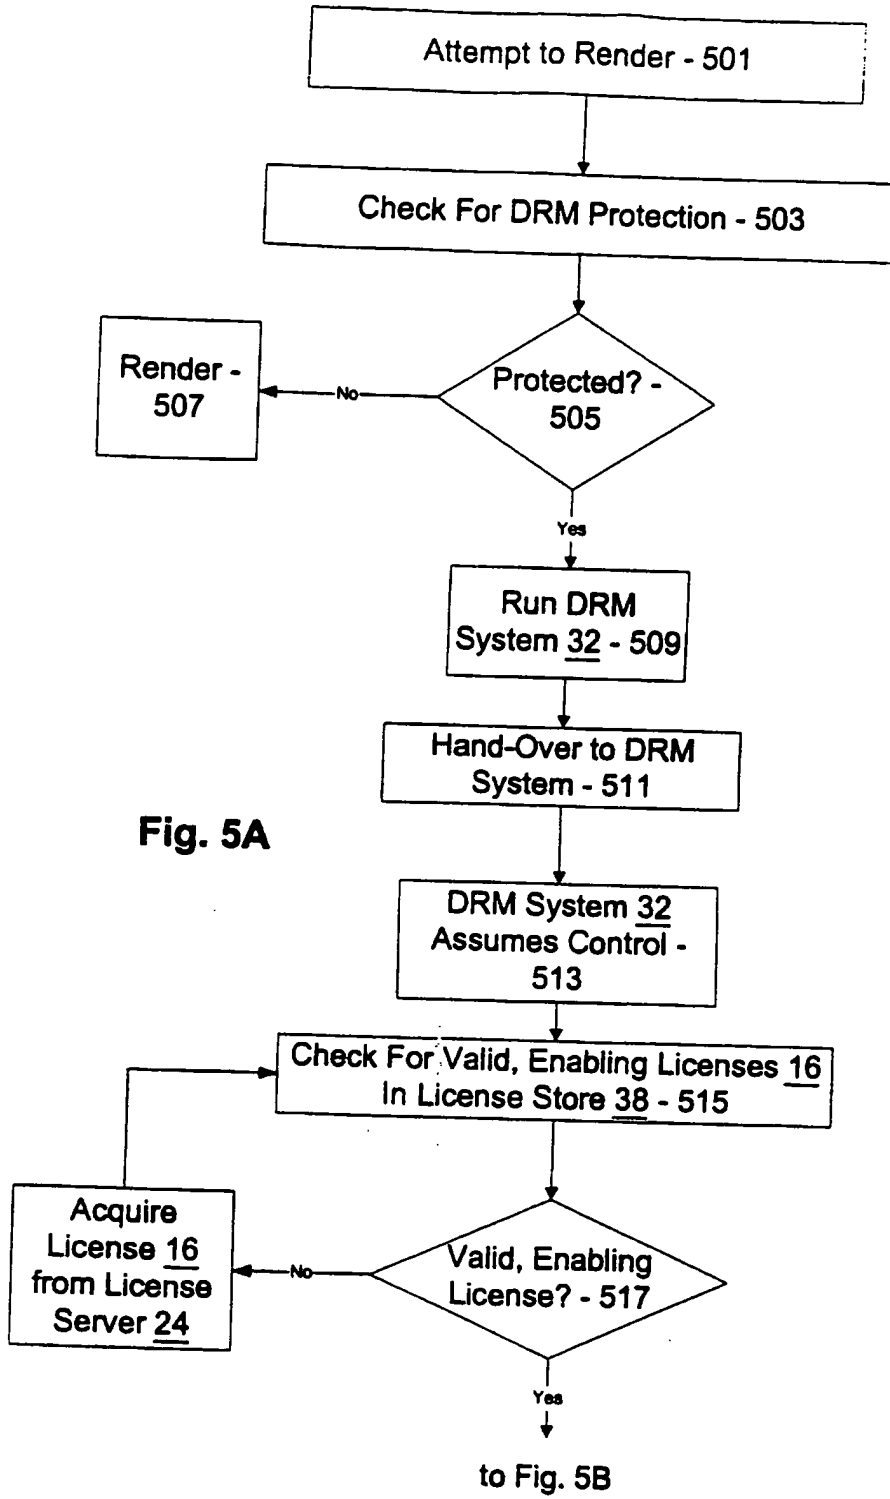 Attempt to Render - 501
Check For DRM Protection - 503
Protected? -
505
No
Render -
507
Yes
Run DRM
System 32 - 509
Hand-Over to DRM
System - 511
Fig. 5A
DRM System 32
Assumes Control -
513
Check For Valid, Enabling Licenses 16
In License Store 38 - 515
Valid, Enabling
License? - 517
No
Acquire
License 16
from License
Server 24
Yes
to Fig. 5B